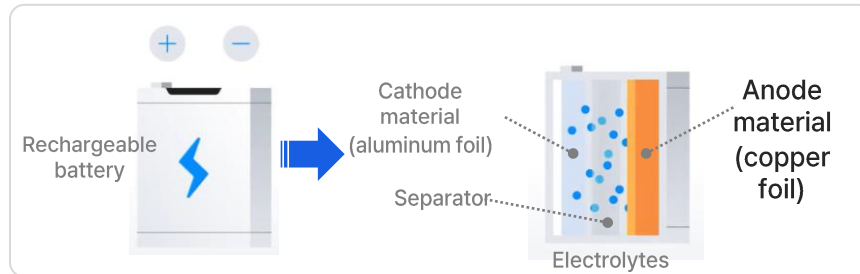 + −
Rechargeable
battery
Cathode
material
(aluminum foil)
Separator
Electrolytes
Anode
material
(copper
foil)